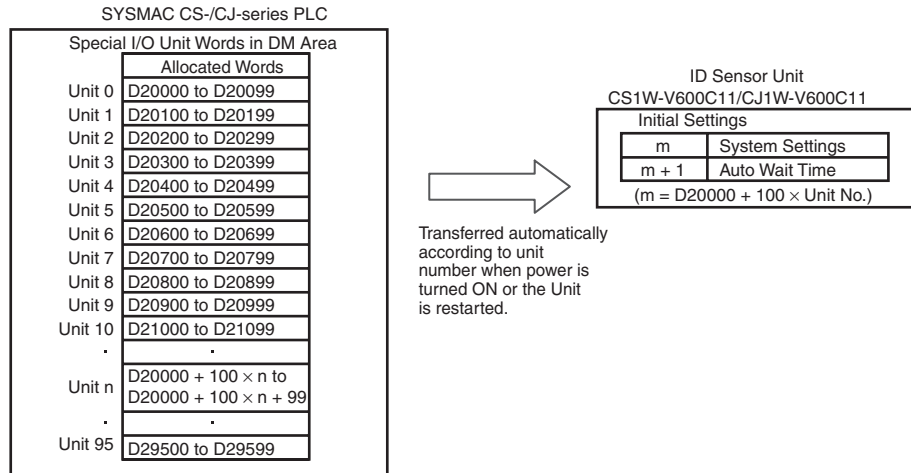 SYSMAC CS-/CJ-series PLC
Special I/O Unit Words in DM Area
Allocated Words
Unit 0 D20000 to D20099
Unit 1 D20100 to D20199
Unit 2 D20200 to D20299
Unit 3 D20300 to D20399
Unit 4 D20400 to D20499
Unit 5 D20500 to D20599
Unit 6 D20600 to D20699
Unit 7 D20700 to D20799
Unit 8 D20800 to D20899
Unit 9 D20900 to D20999
Unit 10 D21000 to D21099
. .
Unit n D20000 + 100 × n to
D20000 + 100 × n + 99
. .
Unit 95 D29500 to D29599
Transferred automatically
according to unit
number when power is
turned ON or the Unit
is restarted.
ID Sensor Unit
CS1W-V600C11/CJ1W-V600C11
Initial Settings
m System Settings
m + 1 Auto Wait Time
(m = D20000 + 100 × Unit No.)